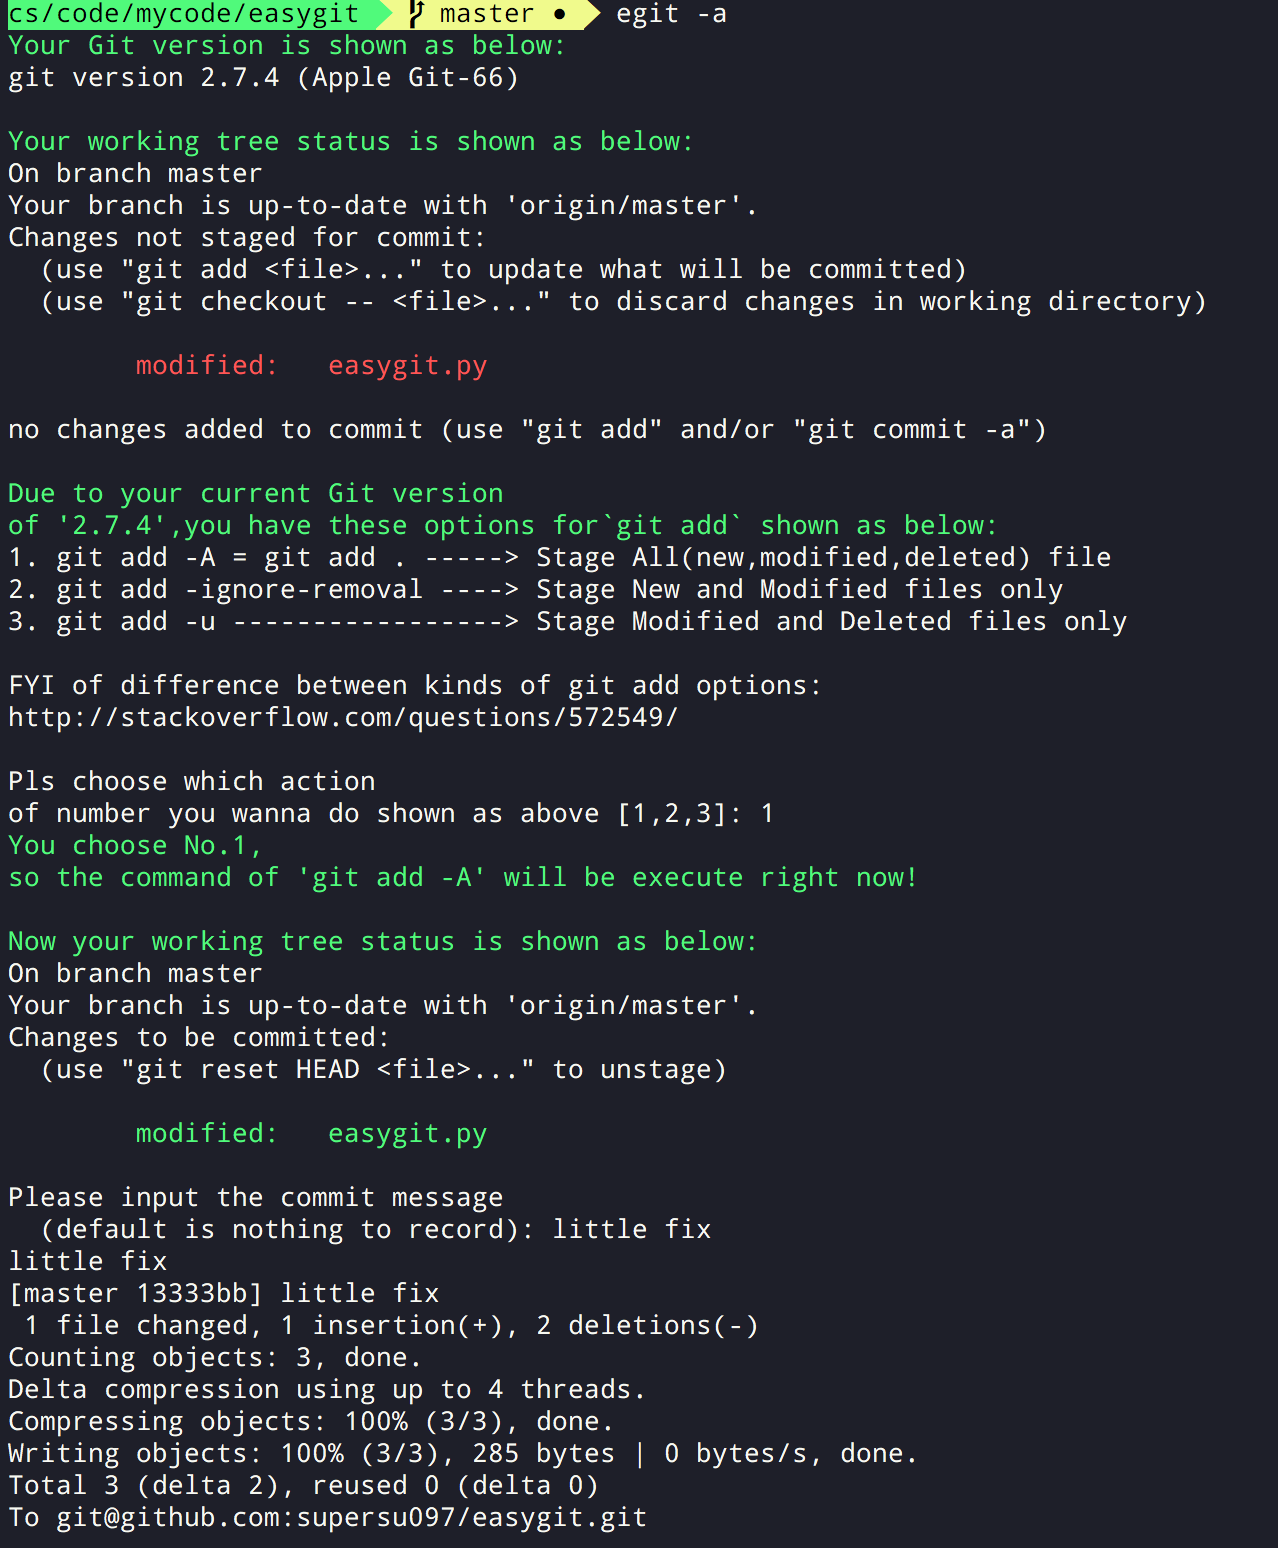 cs/code/mycode/easygit master ● egit -a
Your Git version is shown as below:
git version 2.7.4 (Apple Git-66)
Your working tree status is shown as below:
On branch master
Your branch is up-to-date with 'origin/master'.
Changes not staged for commit:
  (use "git add <file>..." to update what will be committed)
  (use "git checkout -- <file>..." to discard changes in working directory)
        modified:   easygit.py
no changes added to commit (use "git add" and/or "git commit -a")
Due to your current Git version
of '2.7.4',you have these options for`git add` shown as below:
1. git add -A = git add . -----> Stage All(new,modified,deleted) file
2. git add -ignore-removal ----> Stage New and Modified files only
3. git add -u -----------------> Stage Modified and Deleted files only
FYI of difference between kinds of git add options:
http://stackoverflow.com/questions/572549/
Pls choose which action
of number you wanna do shown as above [1,2,3]: 1
You choose No.1,
so the command of 'git add -A' will be execute right now!
Now your working tree status is shown as below:
On branch master
Your branch is up-to-date with 'origin/master'.
Changes to be committed:
  (use "git reset HEAD <file>..." to unstage)
        modified:   easygit.py
Please input the commit message
  (default is nothing to record): little fix
little fix
[master 13333bb] little fix
 1 file changed, 1 insertion(+), 2 deletions(-)
Counting objects: 3, done.
Delta compression using up to 4 threads.
Compressing objects: 100% (3/3), done.
Writing objects: 100% (3/3), 285 bytes | 0 bytes/s, done.
Total 3 (delta 2), reused 0 (delta 0)
To git@github.com:supersu097/easygit.git